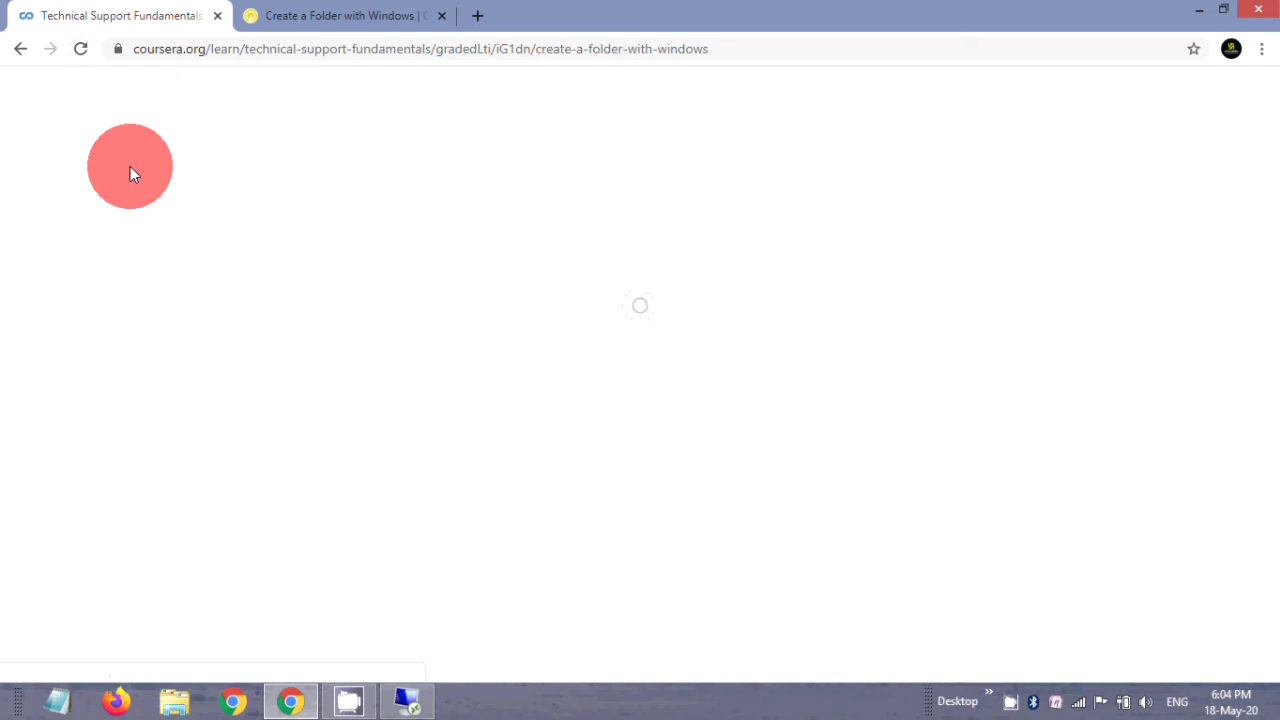 Technical Support Fundamentals
Create a Folder with Windows |
coursera.org/learn/technical-support-fundamentals/gradedLti/iG1dn/create-a-folder-with-windows
Desktop
»
ENG
6:04 PM
18-May-20